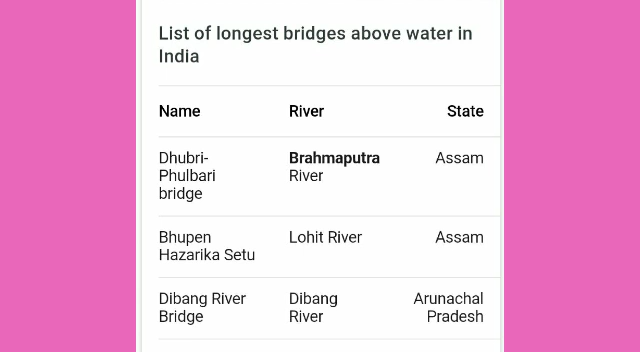 List of longest bridges above water in
India
Name River State
Dhubri- Brahmaputra Assam
Phulbari River
bridge
Bhupen Lohit River Assam
Hazarika Setu
Dibang River Dibang Arunachal
Bridge River Pradesh